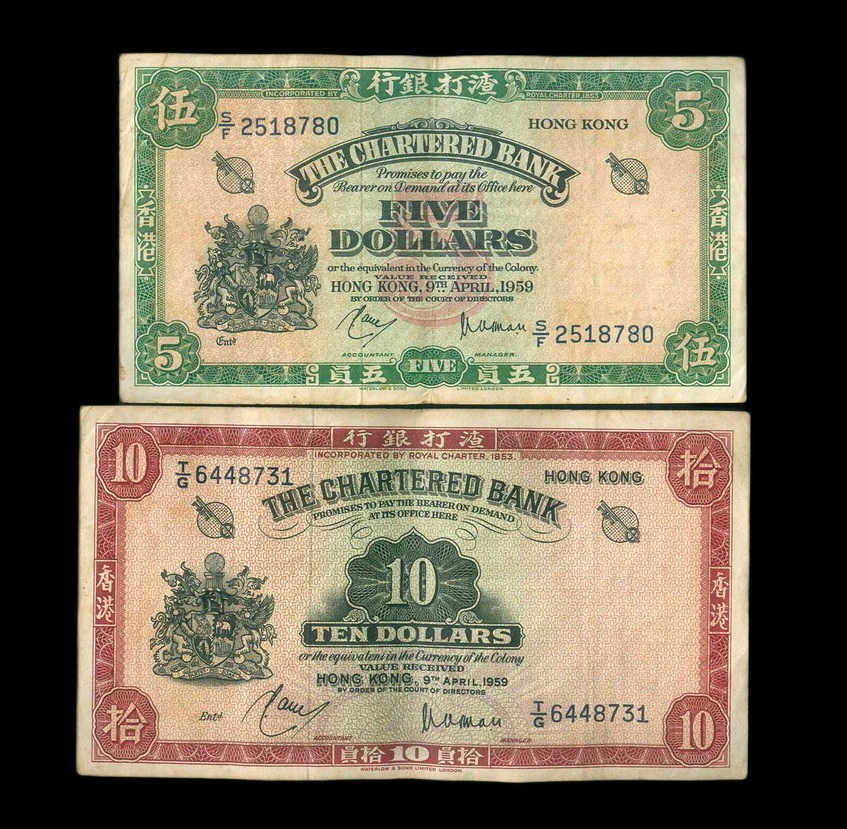 行銀打渣
INCORPORATED BY ROYAL CHARTER.1853.
伍 5
S/F 2518780 HONG KONG
THE CHARTERED BANK
Promises to pay the
Bearer on Demand at its Office here
香港 香港
FIVE
DOLLARS
or the equivalent in the Currency of the Colony.
VALUE RECEIVED
HONG KONG, 9TH APRIL, 1959
BY ORDER OF THE COURT OF DIRECTORS
S/F 2518780
Entd
ACCOUNTANT MANAGER.
5 員五 FIVE 員五 伍
WATERLOW & SONS LIMITED LONDON.
行銀打渣
10 拾
INCORPORATED BY ROYAL CHARTER. 1853.
T/G 6448731 HONG KONG
THE CHARTERED BANK
PROMISES TO PAY THE BEARER ON DEMAND
AT ITS OFFICE HERE
10
香港 香港
TEN DOLLARS
or the equivalent in the Currency of the Colony
VALUE RECEIVED
HONG KONG, 9TH APRIL, 1959
BY ORDER OF THE COURT OF DIRECTORS
Entd T/G 6448731
ACCOUNTANT MANAGER
拾 員拾 10 員拾 10
WATERLOW & SONS LIMITED LONDON.